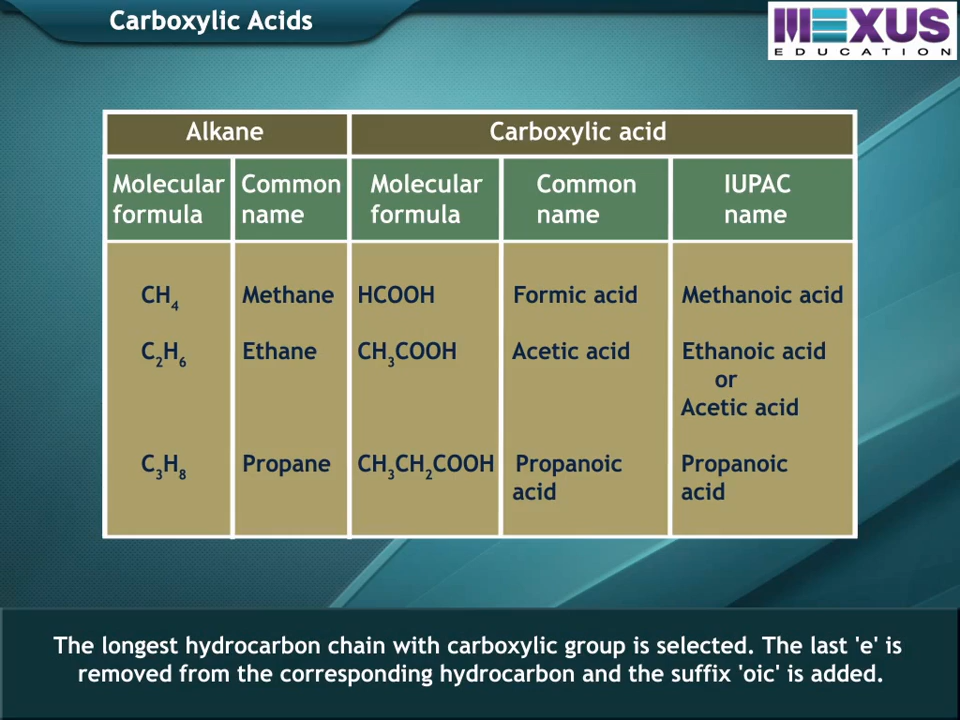 Carboxylic Acids
MEXUS
EDUCATION
Alkane Carboxylic acid
Molecular formula Common name Molecular formula Common name IUPAC name
CH₄ Methane HCOOH Formic acid Methanoic acid
C₂H₆ Ethane CH₃COOH Acetic acid Ethanoic acid
or
Acetic acid
C₃H₈ Propane CH₃CH₂COOH Propanoic acid Propanoic acid
The longest hydrocarbon chain with carboxylic group is selected. The last 'e' is
removed from the corresponding hydrocarbon and the suffix 'oic' is added.